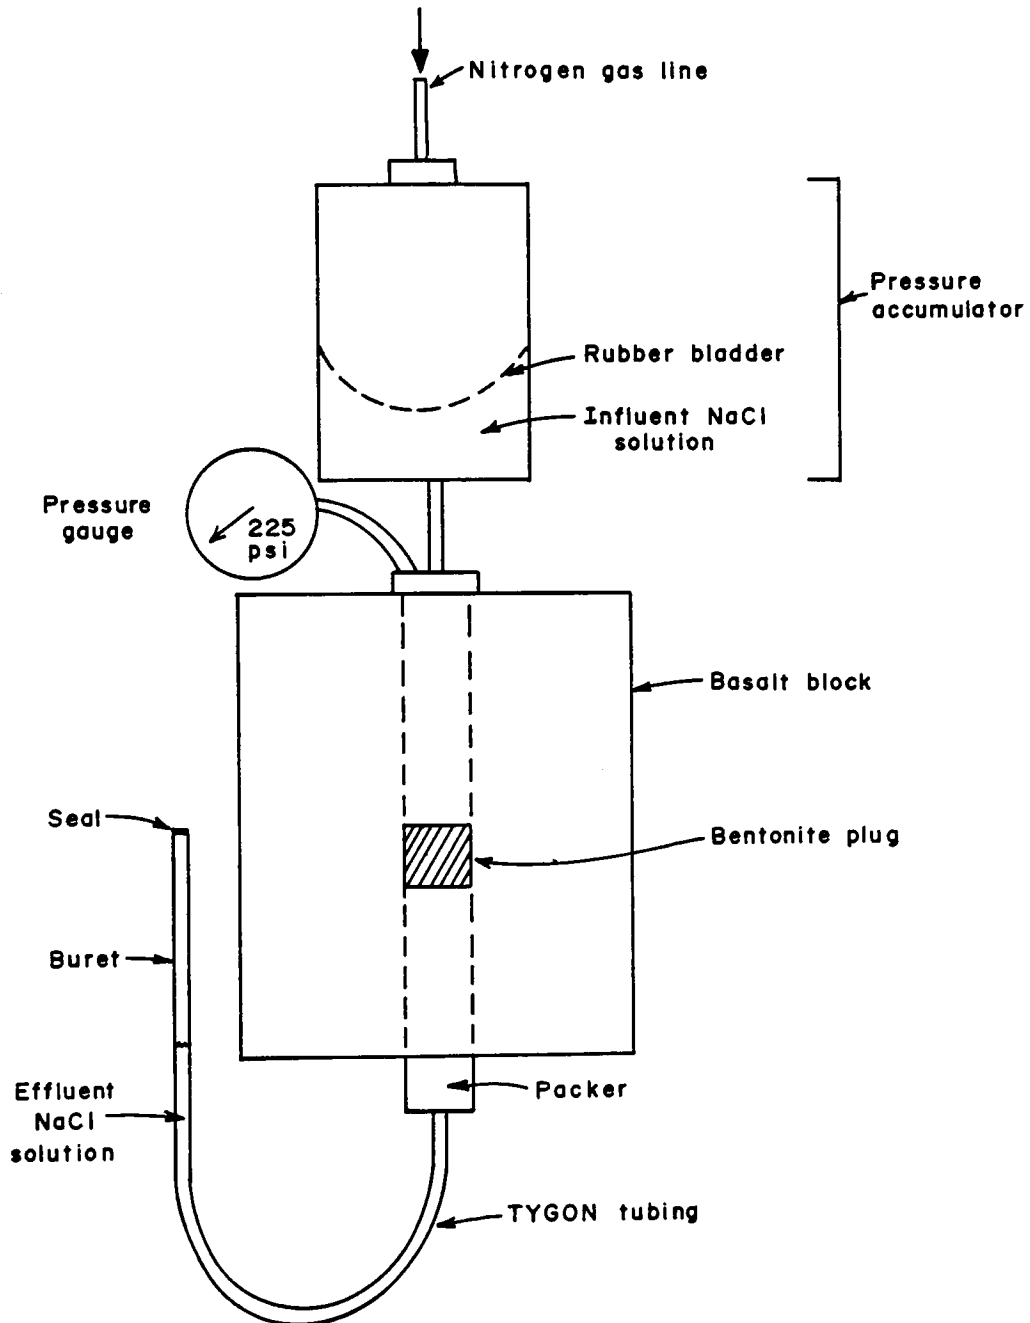 Nitrogen gas line
Pressure
accumulator
Rubber bladder
Influent NaCl
solution
Pressure
gauge
225
psi
Basalt block
Seal
Bentonite plug
Buret
Packer
Effluent
NaCl
solution
TYGON tubing